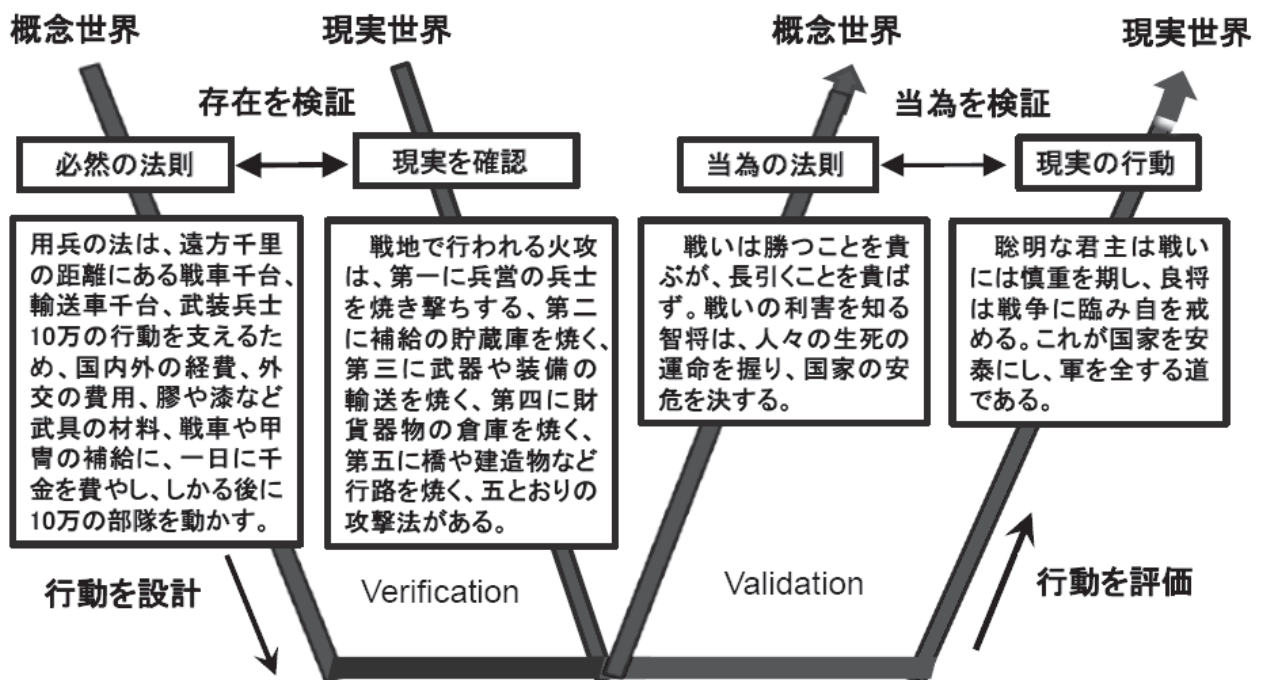 概念世界
現実世界
概念世界
現実世界
存在を検証
当為を検証
必然の法則
現実を確認
当為の法則
現実の行動
用兵の法は、遠方千里
の距離にある戦車千台、
輸送車千台、武装兵士
10万の行動を支えるた
め、国内外の経費、外
交の費用、膠や漆など
武具の材料、戦車や甲
冑の補給に、一日に千
金を費やし、しかる後に
10万の部隊を動かす。
戦地で行われる火攻
は、第一に兵営の兵士
を焼き撃ちする、第二
に補給の貯蔵庫を焼く、
第三に武器や装備の
輸送を焼く、第四に財
貨器物の倉庫を焼く、
第五に橋や建造物など
行路を焼く、五とおりの
攻撃法がある。
戦いは勝つことを貴
ぶが、長引くことを貴ば
ず。戦いの利害を知る
智将は、人々の生死の
運命を握り、国家の安
危を決する。
聡明な君主は戦い
には慎重を期し、良将
は戦争に臨み自を戒
める。これが国家を安
泰にし、軍を全する道
である。
行動を設計
Verification
Validation
行動を評価